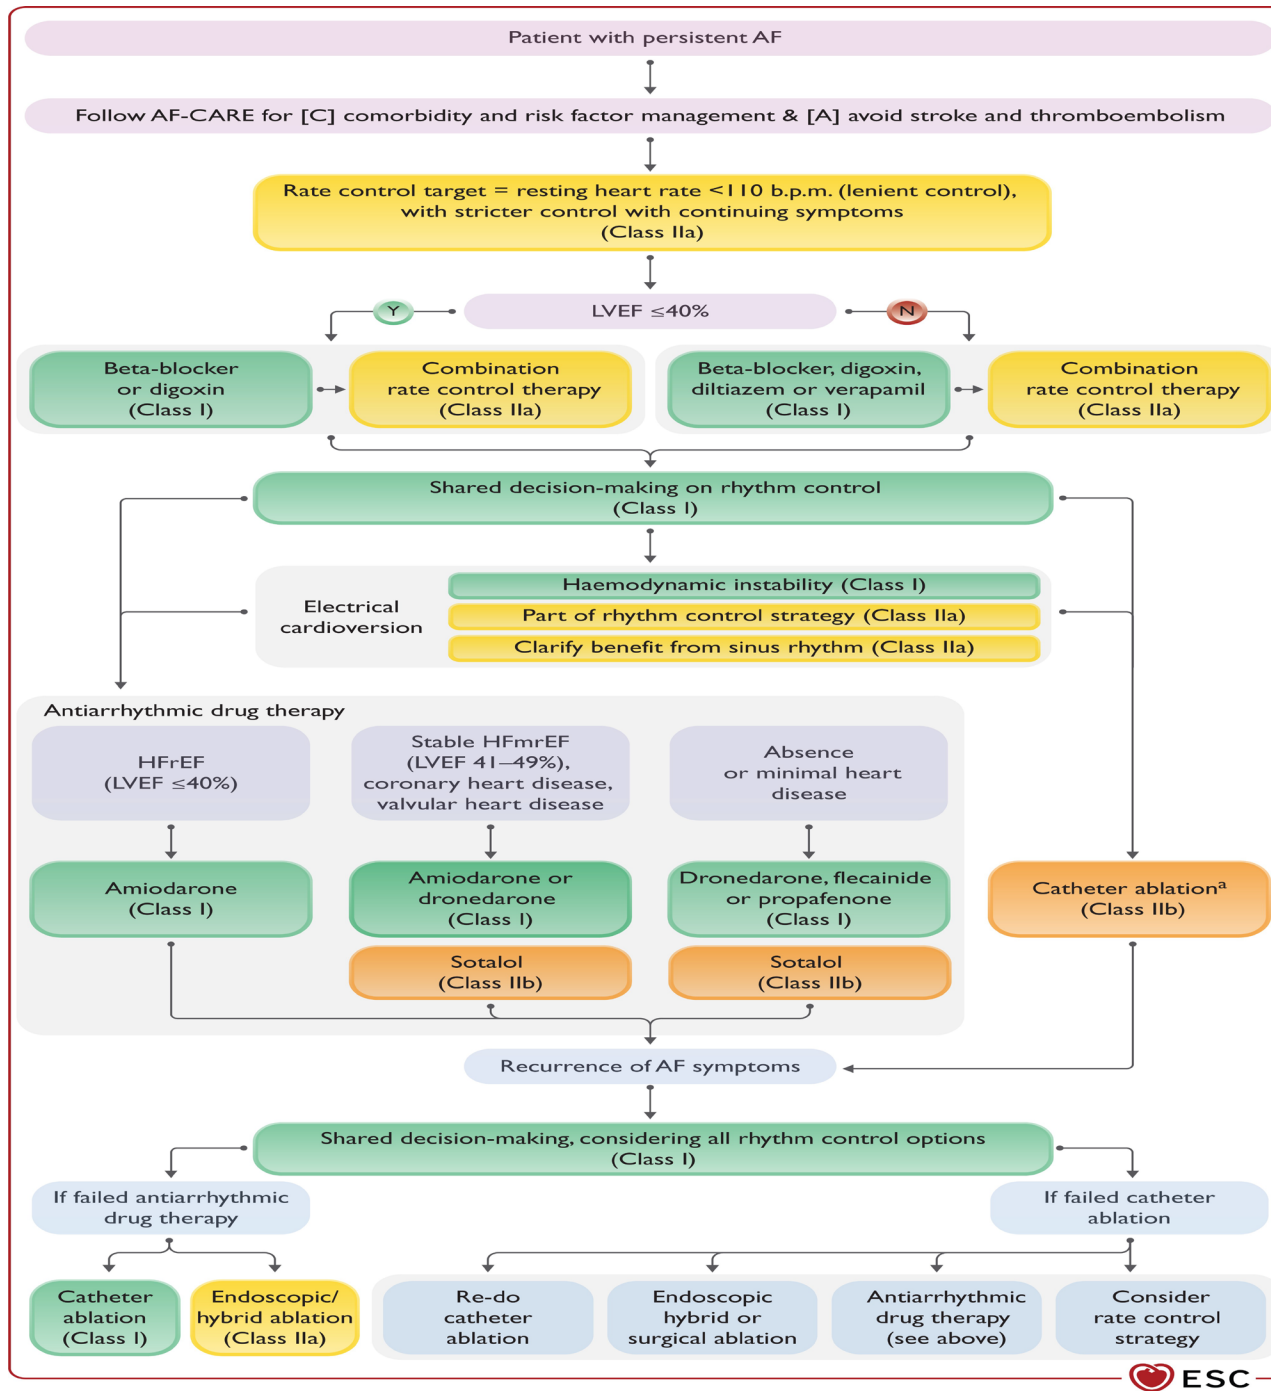 Patient with persistent AF
Follow AF-CARE for [C] comorbidity and risk factor management & [A] avoid stroke and thromboembolism
Rate control target = resting heart rate <110 b.p.m. (lenient control),
with stricter control with continuing symptoms
(Class IIa)
Y
LVEF ≤40%
N
Beta-blocker
or digoxin
(Class I)
Combination
rate control therapy
(Class IIa)
Beta-blocker, digoxin,
diltiazem or verapamil
(Class I)
Combination
rate control therapy
(Class IIa)
Shared decision-making on rhythm control
(Class I)
Electrical
cardioversion
Haemodynamic instability (Class I)
Part of rhythm control strategy (Class IIa)
Clarify benefit from sinus rhythm (Class IIa)
Antiarrhythmic drug therapy
HFrEF
(LVEF ≤40%)
Stable HFmrEF
(LVEF 41–49%),
coronary heart disease,
valvular heart disease
Absence
or minimal heart
disease
Amiodarone
(Class I)
Amiodarone or
dronedarone
(Class I)
Dronedarone, flecainide
or propafenone
(Class I)
Catheter ablationᵃ
(Class IIb)
Sotalol
(Class IIb)
Sotalol
(Class IIb)
Recurrence of AF symptoms
Shared decision-making, considering all rhythm control options
(Class I)
If failed antiarrhythmic
drug therapy
If failed catheter
ablation
Catheter
ablation
(Class I)
Endoscopic/
hybrid ablation
(Class IIa)
Re-do
catheter
ablation
Endoscopic
hybrid or
surgical ablation
Antiarrhythmic
drug therapy
(see above)
Consider
rate control
strategy
ESC